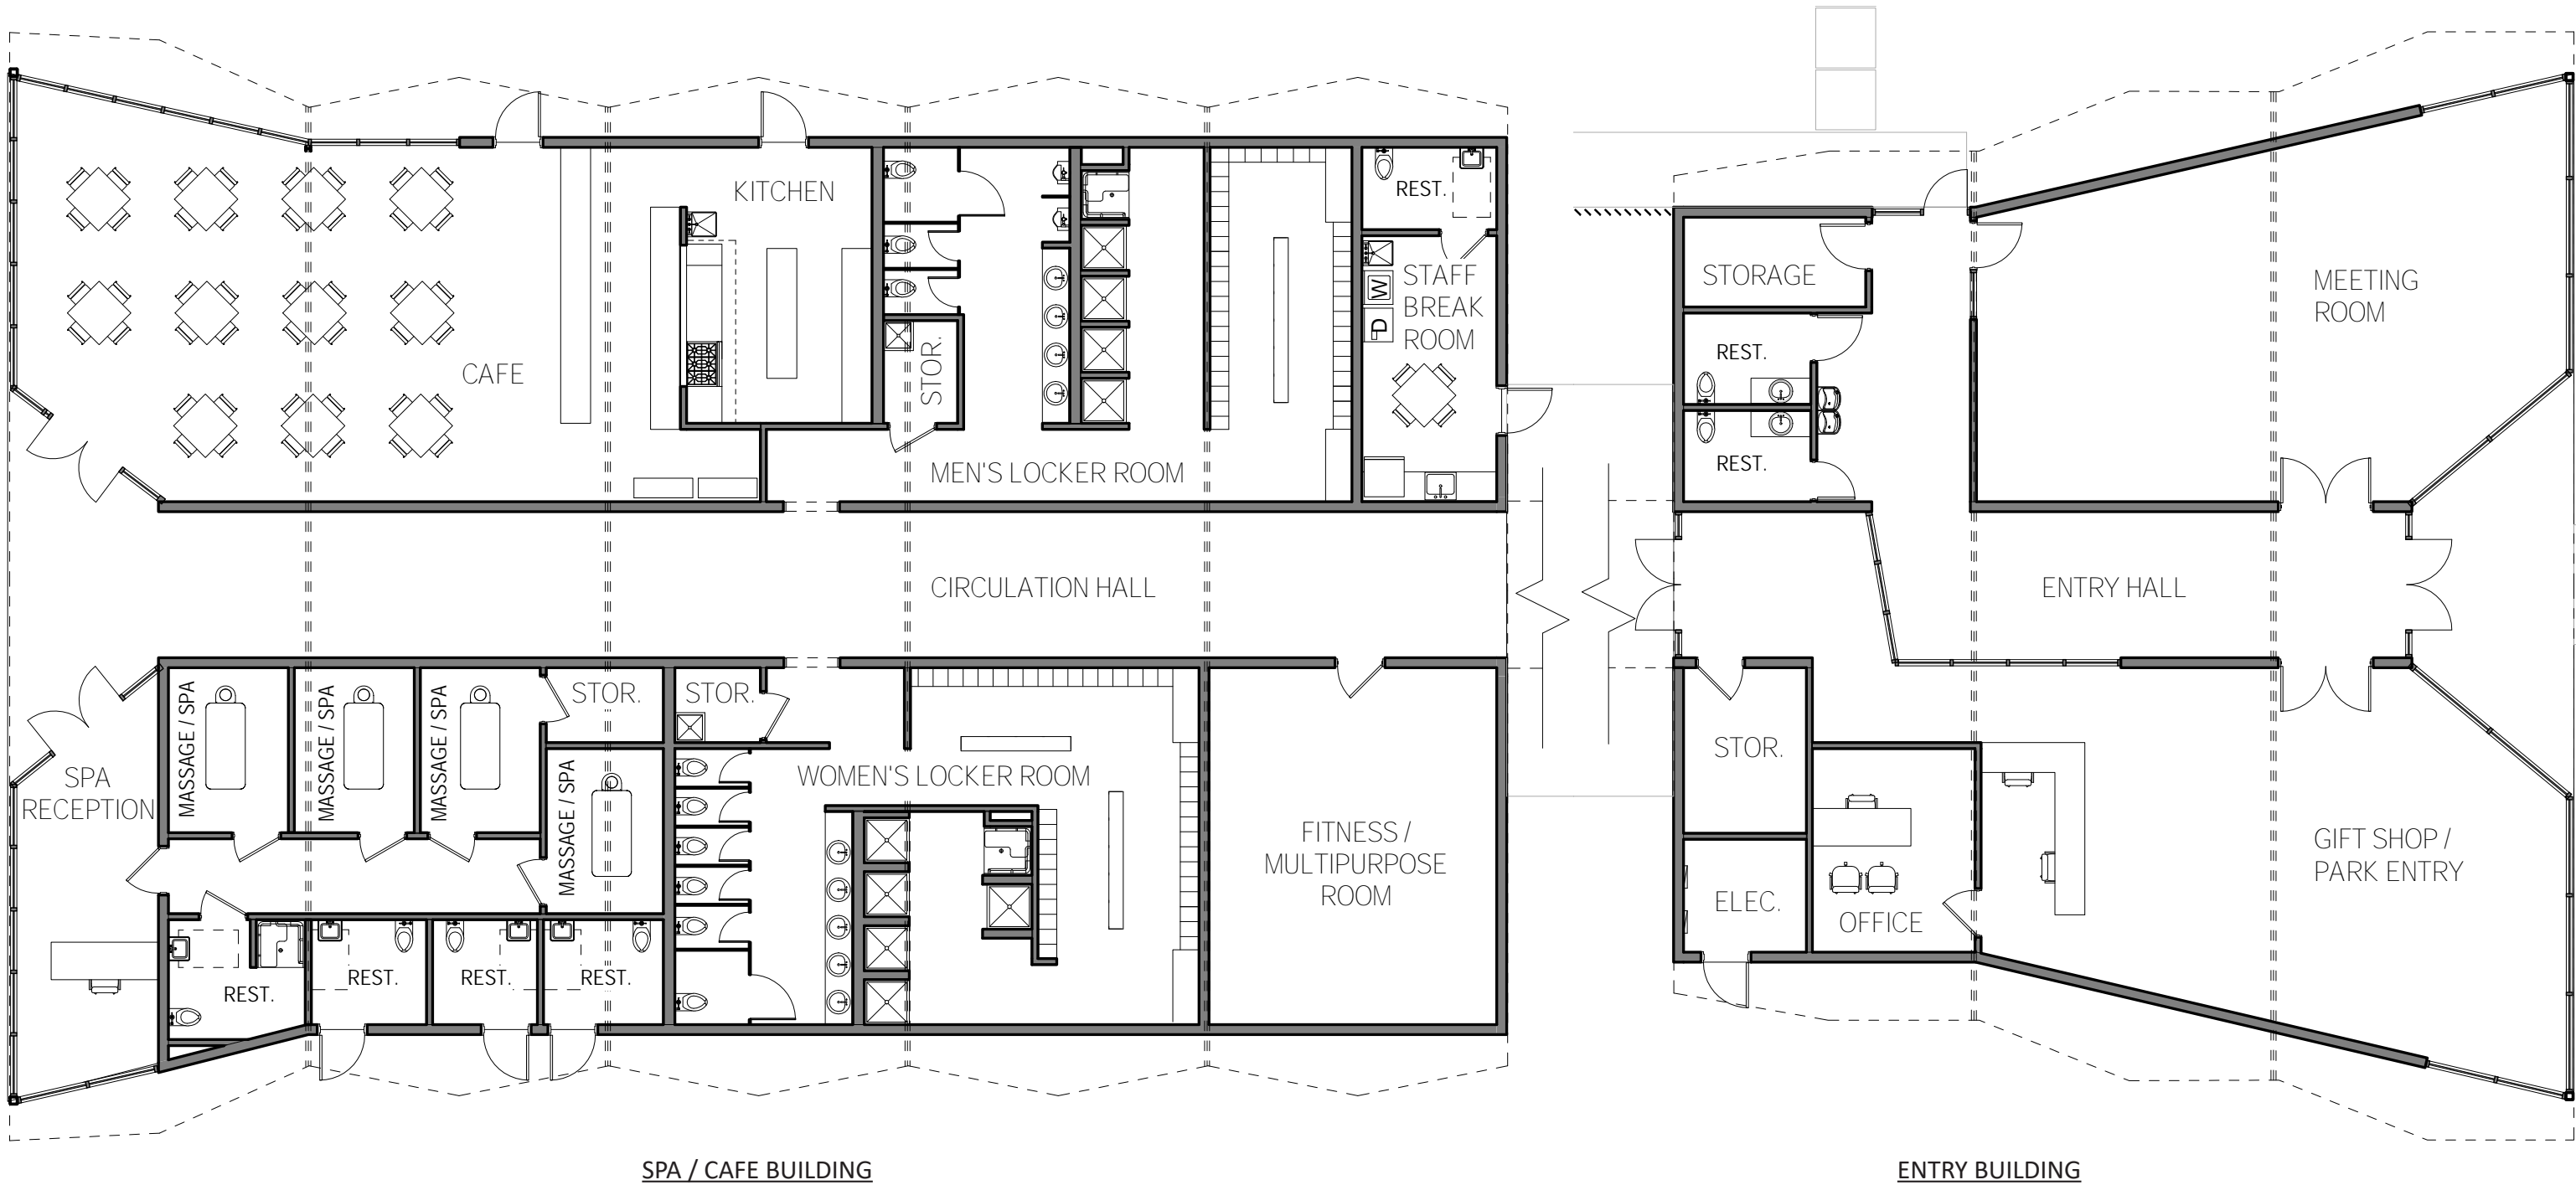 KITCHEN
REST.
STAFF
BREAK
ROOM
W
D
STOR.
CAFE
MEN'S LOCKER ROOM
STORAGE
REST.
REST.
MEETING
ROOM
CIRCULATION HALL
ENTRY HALL
SPA
RECEPTION
MASSAGE / SPA
MASSAGE / SPA
MASSAGE / SPA
STOR.
MASSAGE / SPA
STOR.
WOMEN'S LOCKER ROOM
REST.
REST.
REST.
REST.
FITNESS /
MULTIPURPOSE
ROOM
STOR.
ELEC.
OFFICE
GIFT SHOP /
PARK ENTRY
SPA / CAFE BUILDING
ENTRY BUILDING